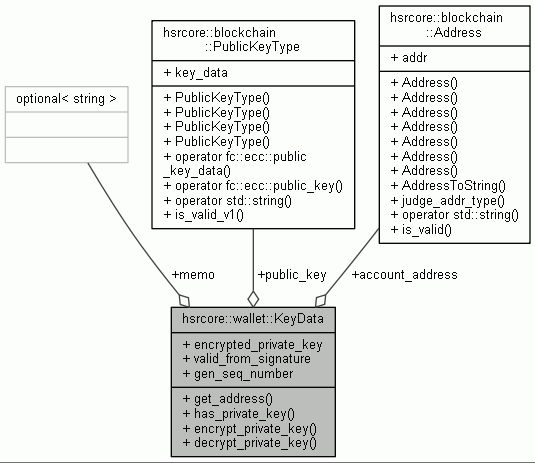 hsrcore::blockchain
::PublicKeyType
+ key_data
+ PublicKeyType()
+ PublicKeyType()
+ PublicKeyType()
+ PublicKeyType()
+ operator fc::ecc::public
_key_data()
+ operator fc::ecc::public_key()
+ operator std::string()
+ is_valid_v1()
hsrcore::blockchain
::Address
+ addr
+ Address()
+ Address()
+ Address()
+ Address()
+ Address()
+ Address()
+ Address()
+ AddressToString()
+ judge_addr_type()
+ operator std::string()
+ is_valid()
optional< string >
+memo
+public_key
+account_address
hsrcore::wallet::KeyData
+ encrypted_private_key
+ valid_from_signature
+ gen_seq_number
+ get_address()
+ has_private_key()
+ encrypt_private_key()
+ decrypt_private_key()